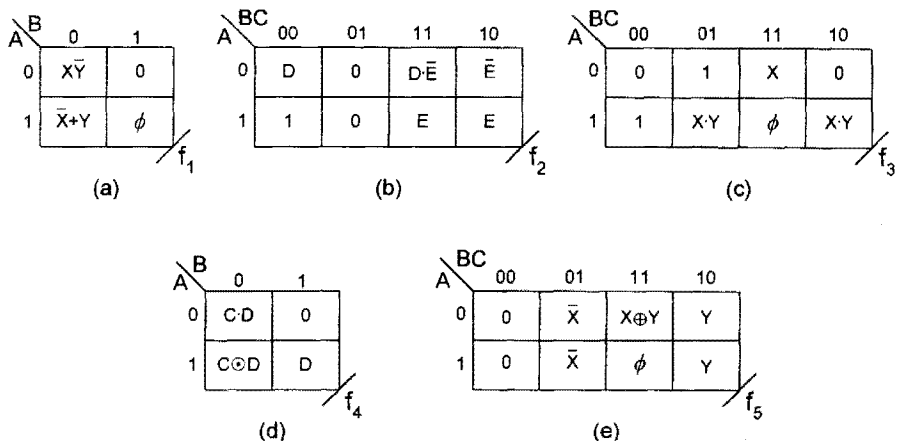 B
A 0 1
0 XY̅ 0
1 X̅+Y ϕ
f₁
(a)
BC
A 00 01 11 10
0 D 0 D·E̅ E̅
1 1 0 E E
f₂
(b)
BC
A 00 01 11 10
0 0 1 X 0
1 1 X·Y ϕ X·Y
f₃
(c)
B
A 0 1
0 C·D 0
1 C⊙D D
f₄
(d)
BC
A 00 01 11 10
0 0 X̅ X⊕Y Y
1 0 X̅ ϕ Y
f₅
(e)